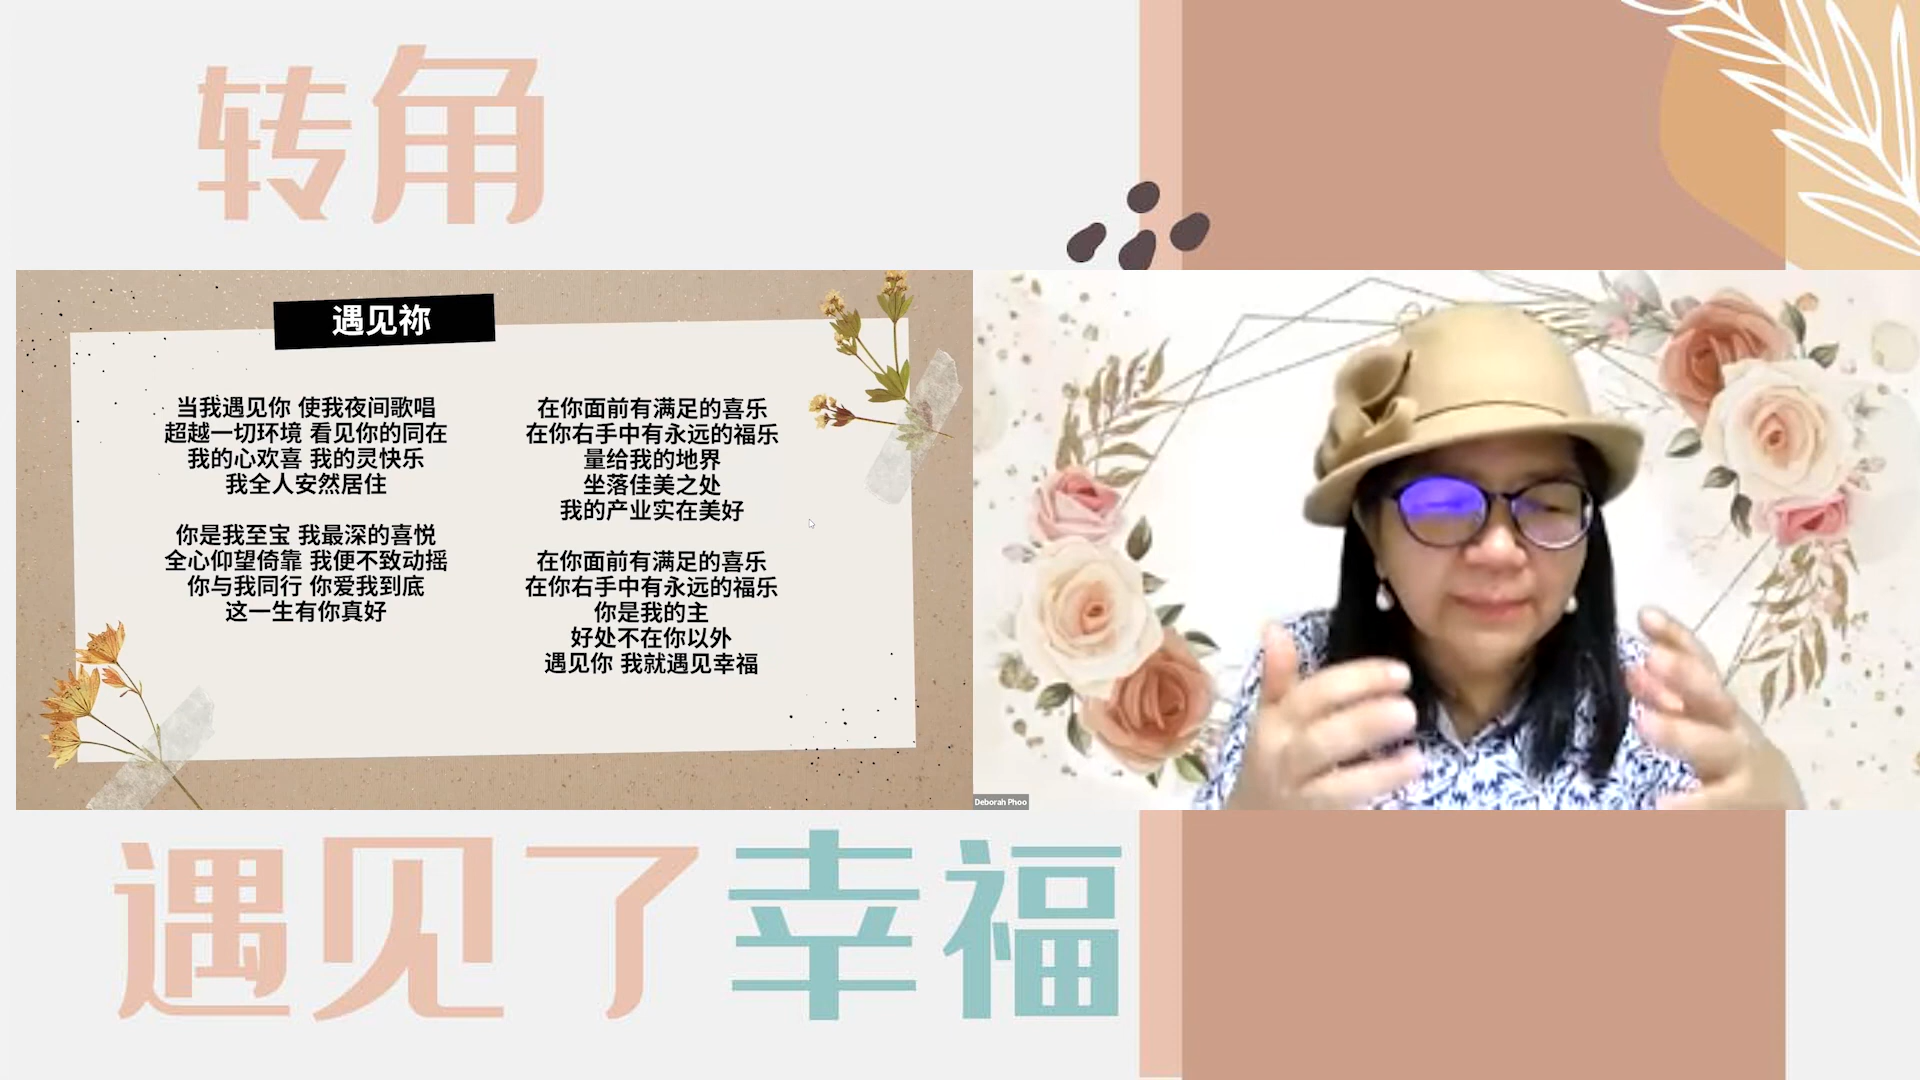 转角
遇见祢
当我遇见你 使我夜间歌唱
超越一切环境 看见你的同在
我的心欢喜 我的灵快乐
我全人安然居住
你是我至宝 我最深的喜悦
全心仰望倚靠 我便不致动摇
你与我同行 你爱我到底
这一生有你真好
在你面前有满足的喜乐
在你右手中有永远的福乐
量给我的地界
坐落佳美之处
我的产业实在美好
在你面前有满足的喜乐
在你右手中有永远的福乐
你是我的主
好处不在你以外
遇见你 我就遇见幸福
Deborah Phoo
遇见了幸福